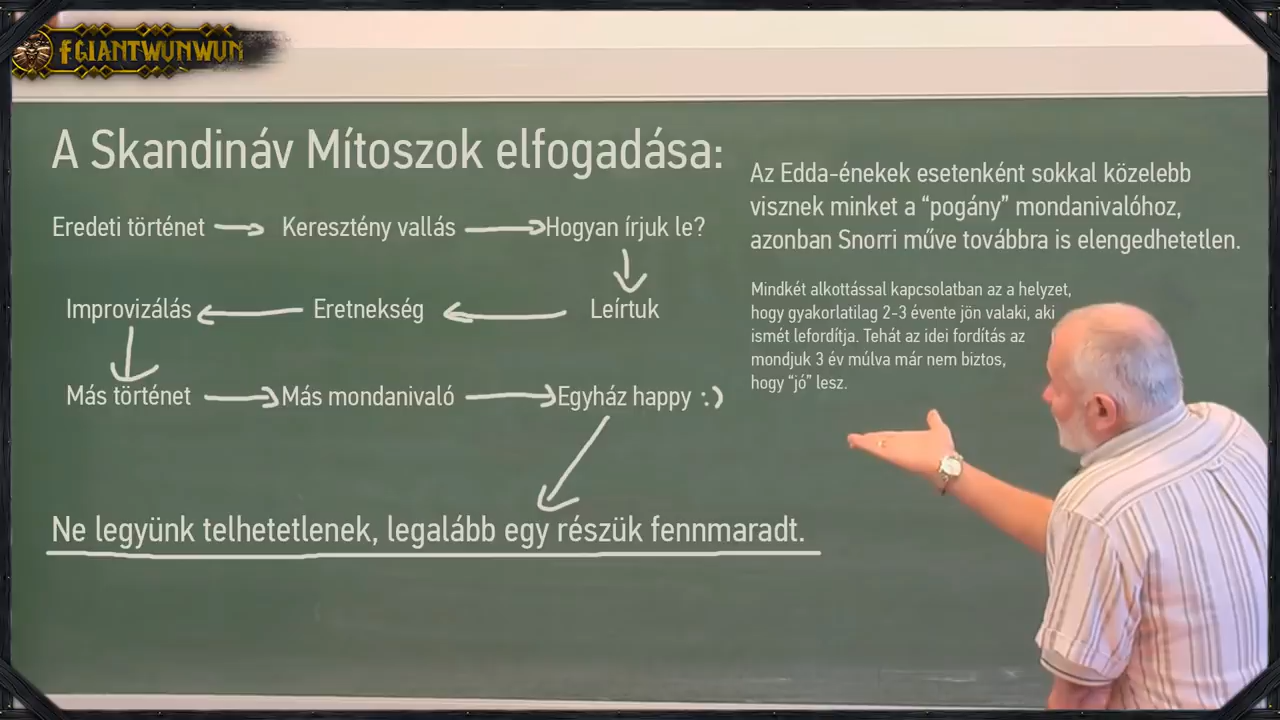 fGIANTWUNWUN
A Skandináv Mítoszok elfogadása:
Eredeti történet Keresztény vallás Hogyan írjuk le?
Improvizálás Eretnekség Leírtuk
Más történet Más mondanivaló Egyház happy :)
Ne legyünk telhetetlenek, legalább egy részük fennmaradt.
Az Edda-énekek esetenként sokkal közelebb
visznek minket a “pogány” mondanivalóhoz,
azonban Snorri műve továbbra is elengedhetetlen.
Mindkét alkottással kapcsolatban az a helyzet,
hogy gyakorlatilag 2-3 évente jön valaki, aki
ismét lefordítja. Tehát az idei fordítás az
mondjuk 3 év múlva már nem biztos,
hogy “jó” lesz.